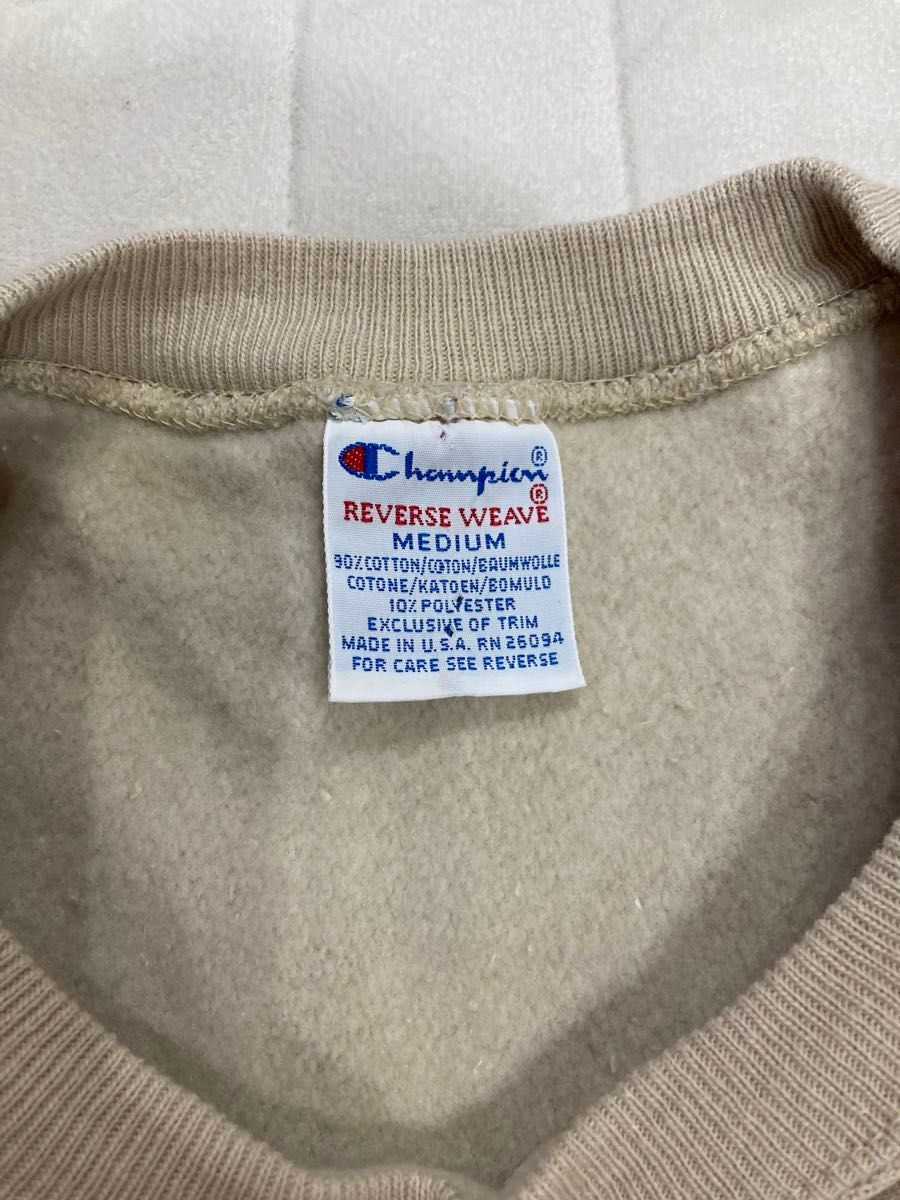 Champion®
REVERSE WEAVE®
MEDIUM
90% COTTON/COTON/BAUMWOLLE
COTONE/KATOEN/BOMULD
10% POLYESTER
EXCLUSIVE OF TRIM
MADE IN U.S.A. RN 26094
FOR CARE SEE REVERSE